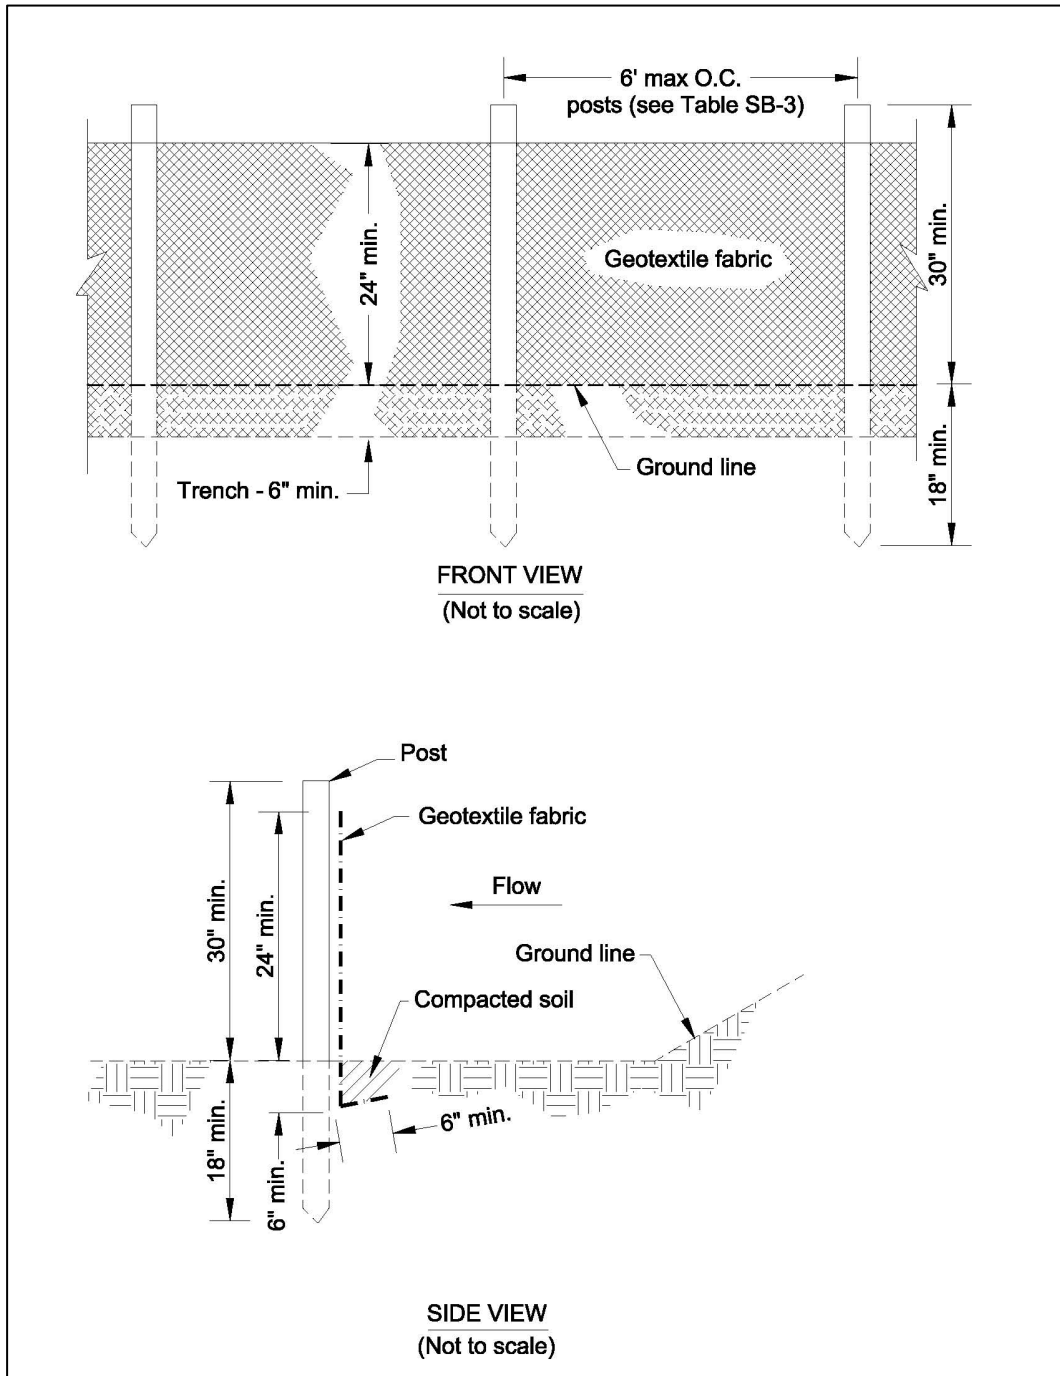 6' max O.C.
posts (see Table SB-3)
24" min.
Geotextile fabric
30" min.
Ground line
18" min.
Trench - 6" min.
FRONT VIEW
(Not to scale)
Post
Geotextile fabric
30" min.
24" min.
Flow
Ground line
Compacted soil
18" min.
6" min.
6" min.
SIDE VIEW
(Not to scale)